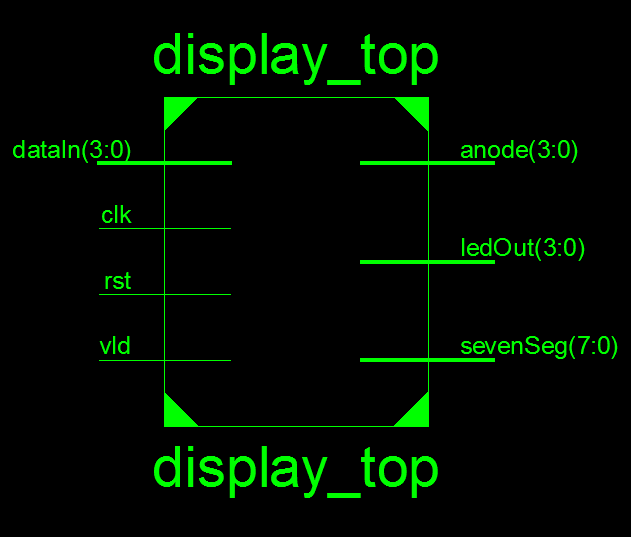 display_top
dataIn(3:0)
anode(3:0)
clk
ledOut(3:0)
rst
vld
sevenSeg(7:0)
display_top